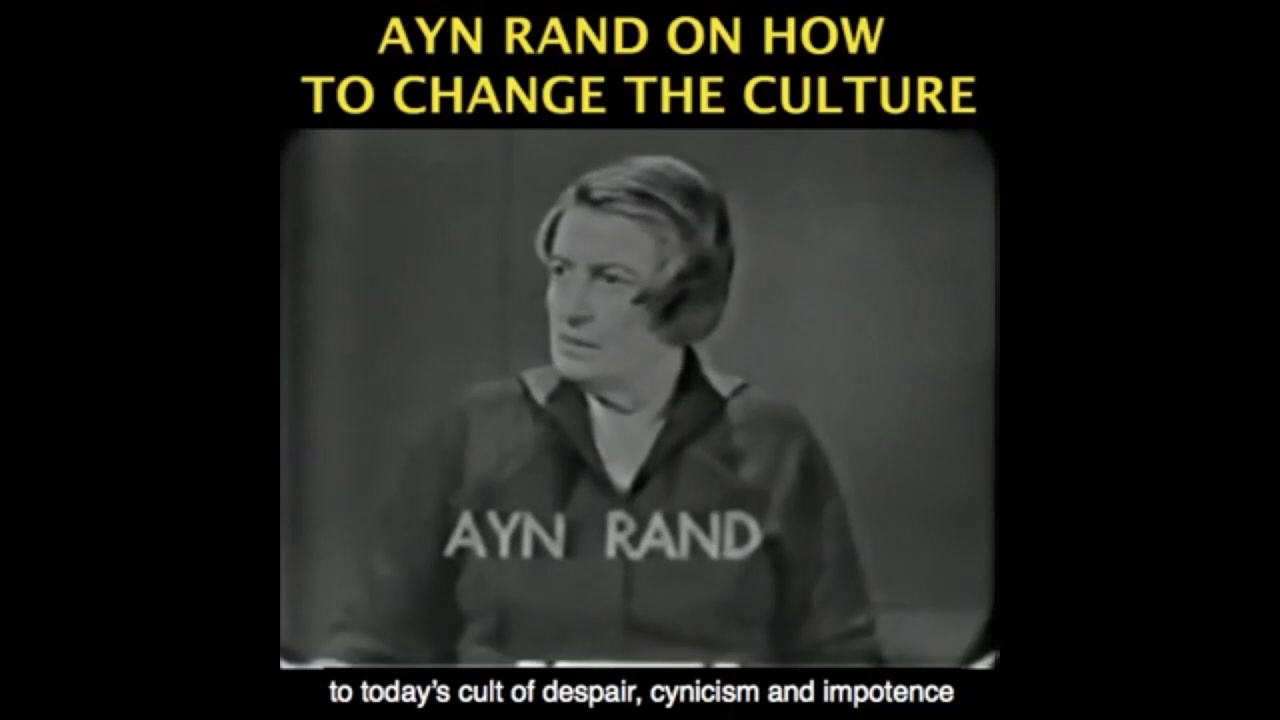 AYN RAND ON HOW
TO CHANGE THE CULTURE
AYN RAND
to today's cult of despair, cynicism and impotence